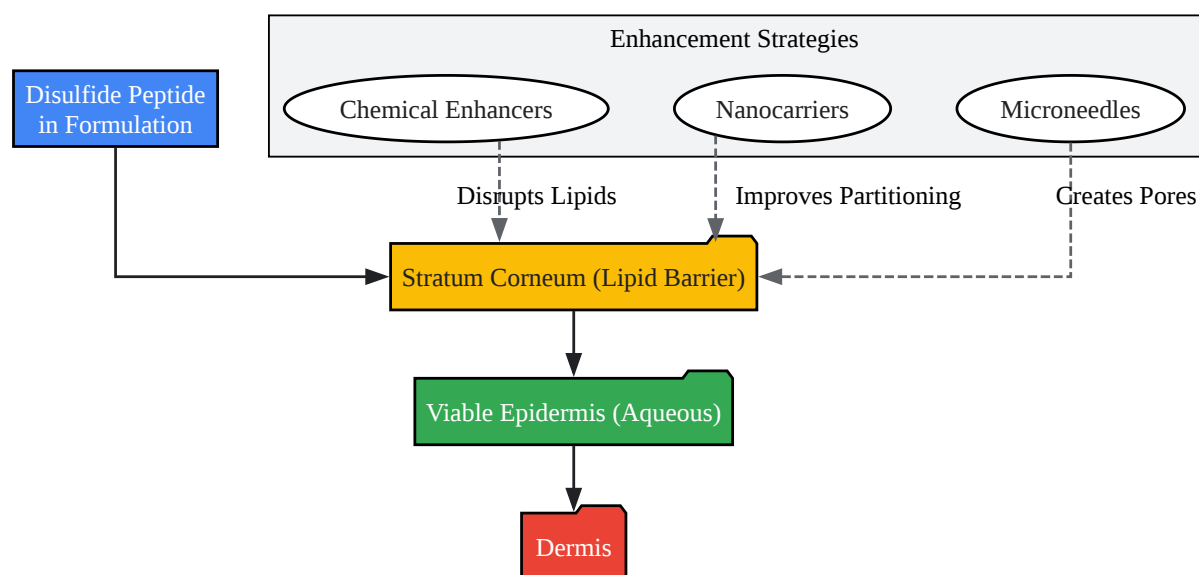 Enhancement Strategies
Disulfide Peptide
in Formulation
Chemical Enhancers
Nanocarriers
Microneedles
Disrupts Lipids
Improves Partitioning
Creates Pores
Stratum Corneum (Lipid Barrier)
Viable Epidermis (Aqueous)
Dermis